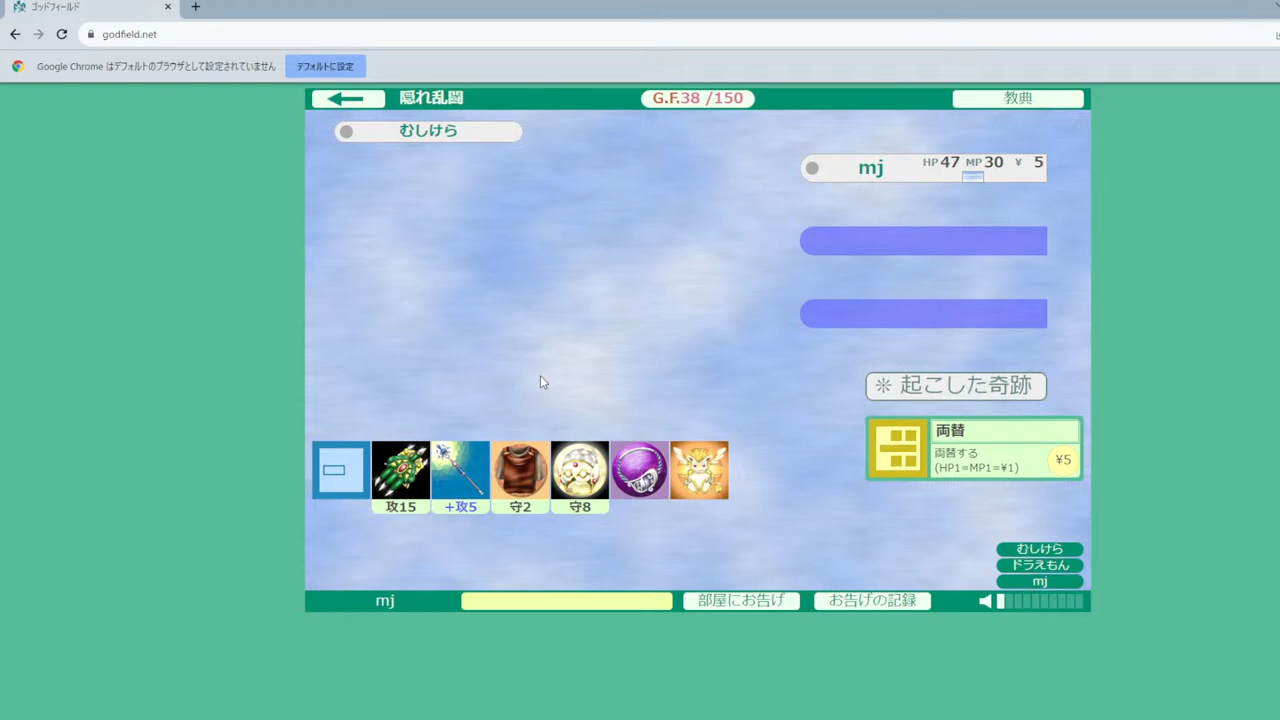 ゴッドフィールド
godfield.net
Google Chrome はデフォルトのブラウザとして設定されていません
デフォルトに設定
隠れ乱闘
G.F.38 /150
教典
むしけら
mj
HP 47 MP 30 ¥ 5
※ 起こした奇跡
両替
両替する
(HP1=MP1=¥1)
¥5
攻15
+攻5
守2
守8
むしけら
ドラえもん
mj
mj
部屋にお告げ
お告げの記録